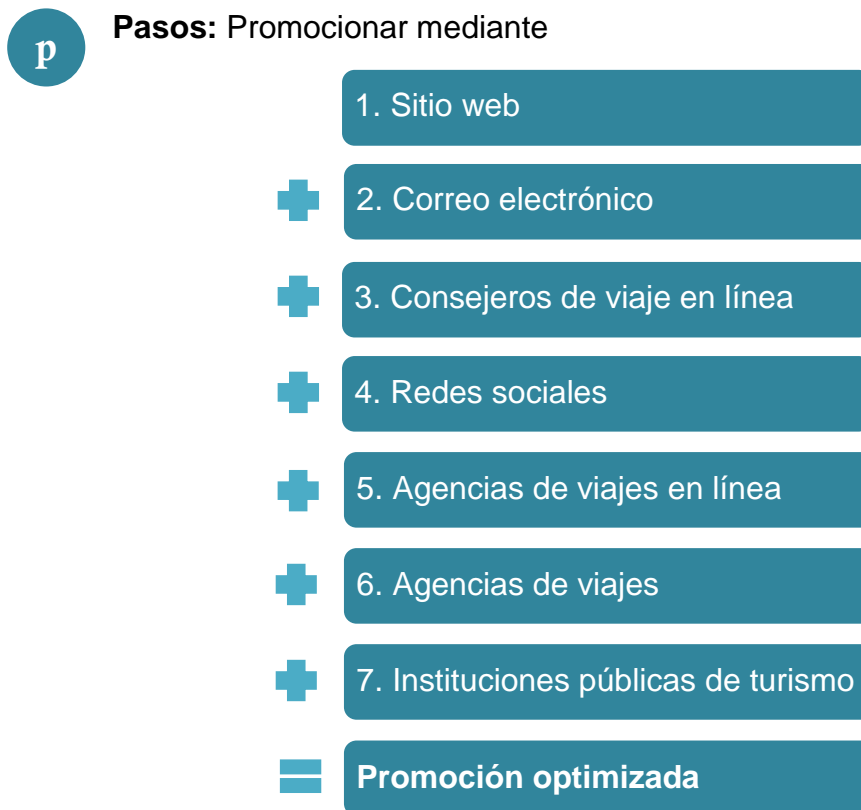 p
Pasos: Promocionar mediante
1. Sitio web
2. Correo electrónico
3. Consejeros de viaje en línea
4. Redes sociales
5. Agencias de viajes en línea
6. Agencias de viajes
7. Instituciones públicas de turismo
Promoción optimizada